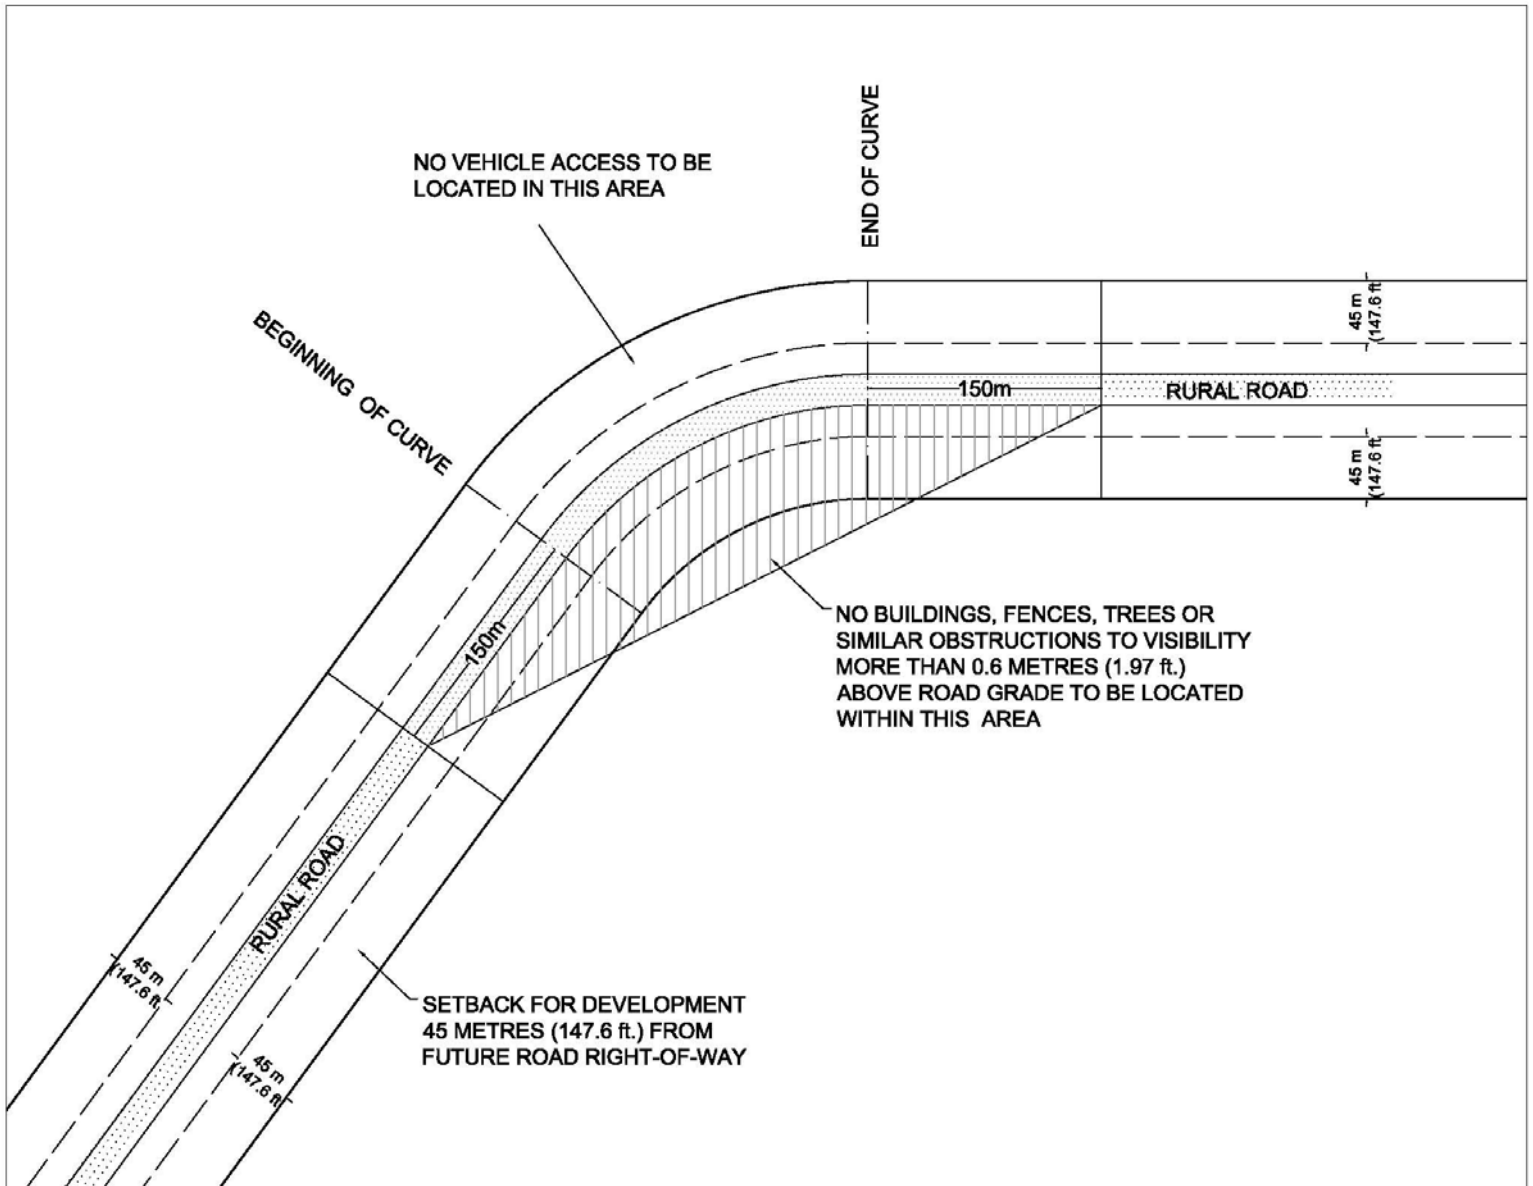 END OF CURVE
NO VEHICLE ACCESS TO BE
LOCATED IN THIS AREA
BEGINNING OF CURVE
45 m
(147.6 ft
150m
RURAL ROAD
45 m
(147.6 ft
NO BUILDINGS, FENCES, TREES OR
SIMILAR OBSTRUCTIONS TO VISIBILITY
MORE THAN 0.6 METRES (1.97 ft.)
ABOVE ROAD GRADE TO BE LOCATED
WITHIN THIS AREA
150m
RURAL ROAD
45 m
(147.6 ft.
SETBACK FOR DEVELOPMENT
45 METRES (147.6 ft.) FROM
FUTURE ROAD RIGHT-OF-WAY
45 m
(147.6 ft